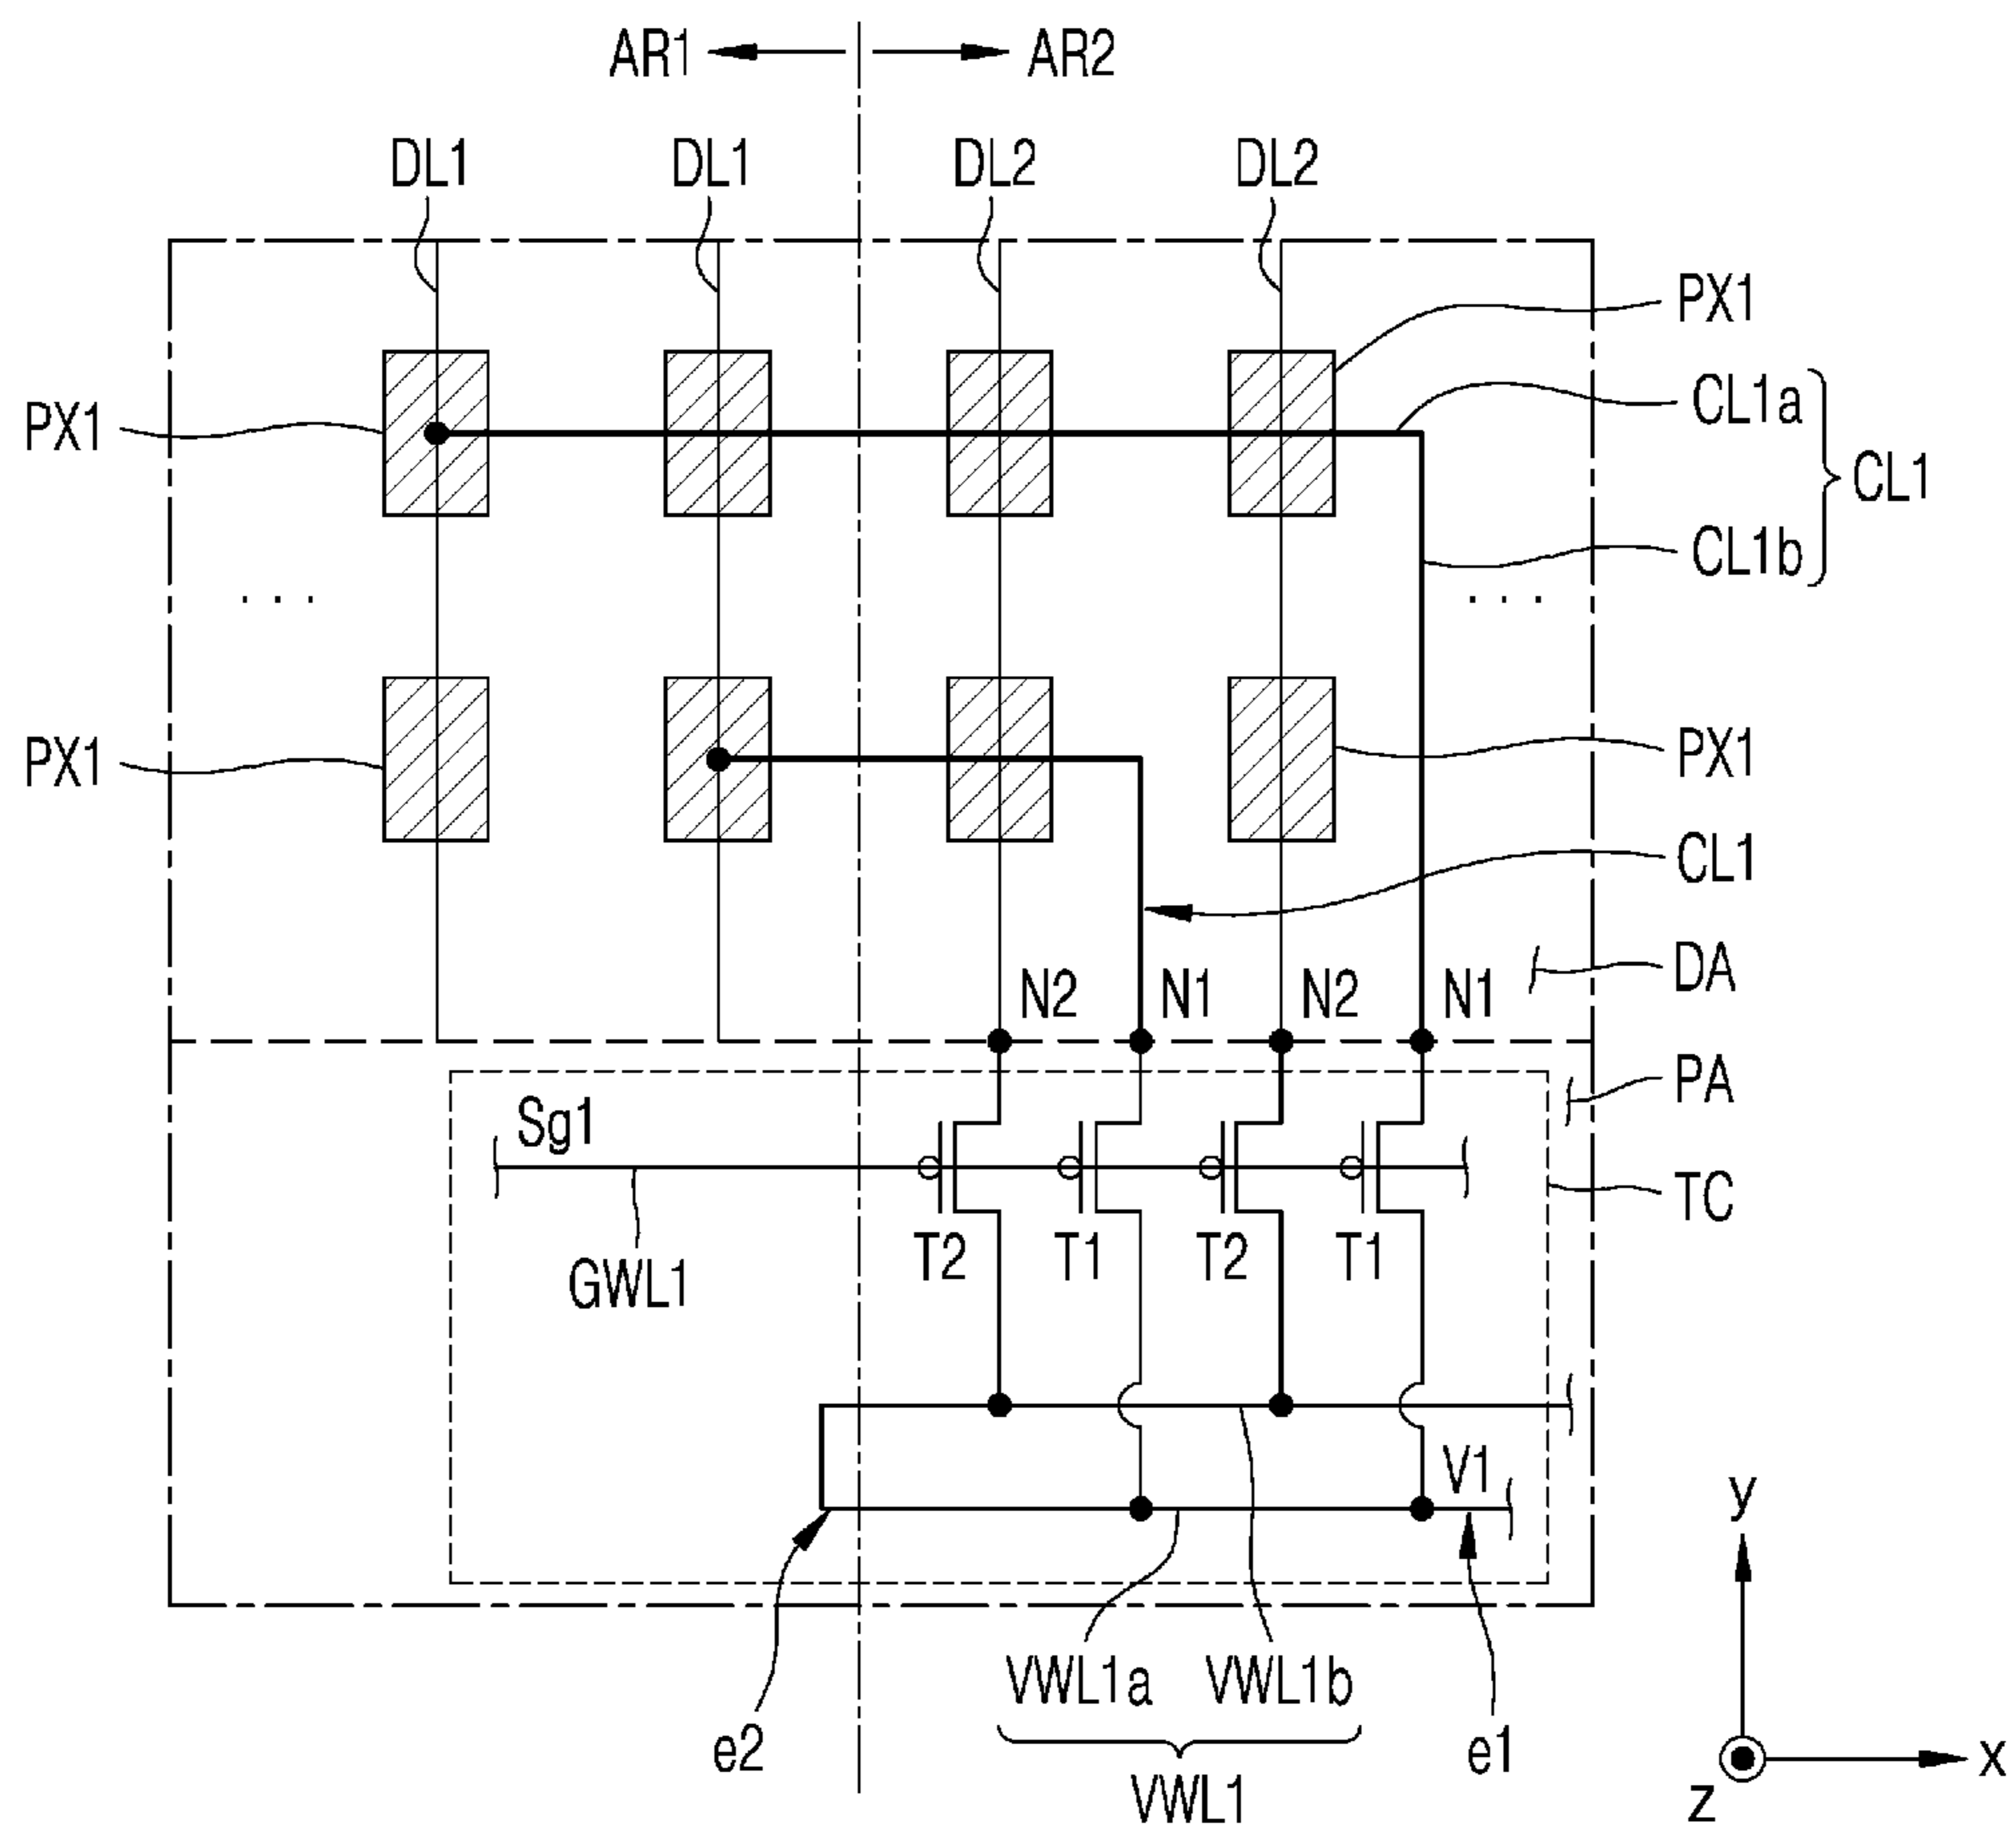 AR1 AR2
DL1 DL1 DL2 DL2
PX1
CL1a
PX1
CL1
CL1b
. . . . . .
PX1 PX1
CL1
DA
N2 N1 N2 N1
PA
Sg1
TC
T2 T1 T2 T1
GWL1
V1
y
VWL1a VWL1b
e2 e1
x
VWL1
z